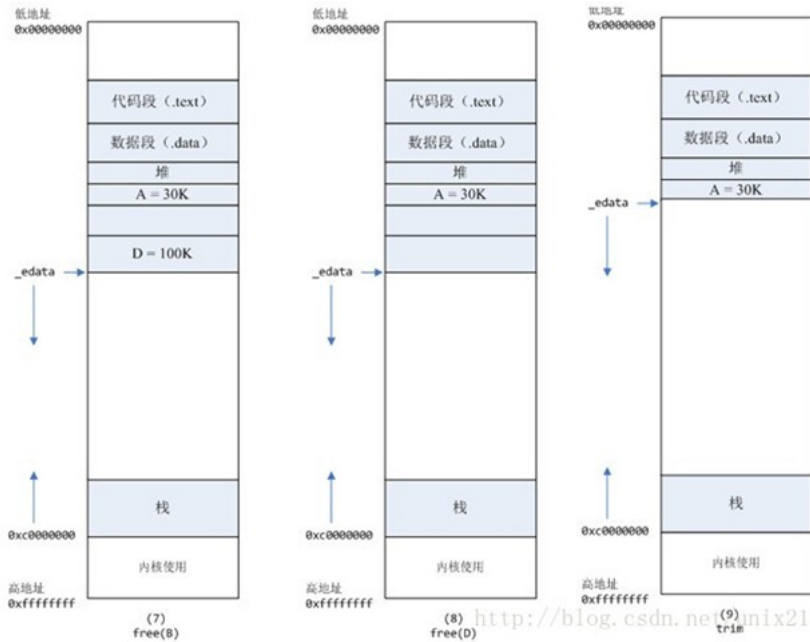 低地址
0x00000000
代码段（.text）
数据段（.data）
堆
A = 30K
D = 100K
_edata
栈
0xc0000000
内核使用
高地址
0xffffffff
(7)
free(B)
低地址
0x00000000
代码段（.text）
数据段（.data）
堆
A = 30K
_edata
栈
0xc0000000
内核使用
高地址
0xffffffff
(8)
free(D)
低地址
0x00000000
代码段（.text）
数据段（.data）
堆
A = 30K
_edata
栈
0xc0000000
内核使用
高地址
0xffffffff
(9)
trim
http://blog.csdn.net/unix21